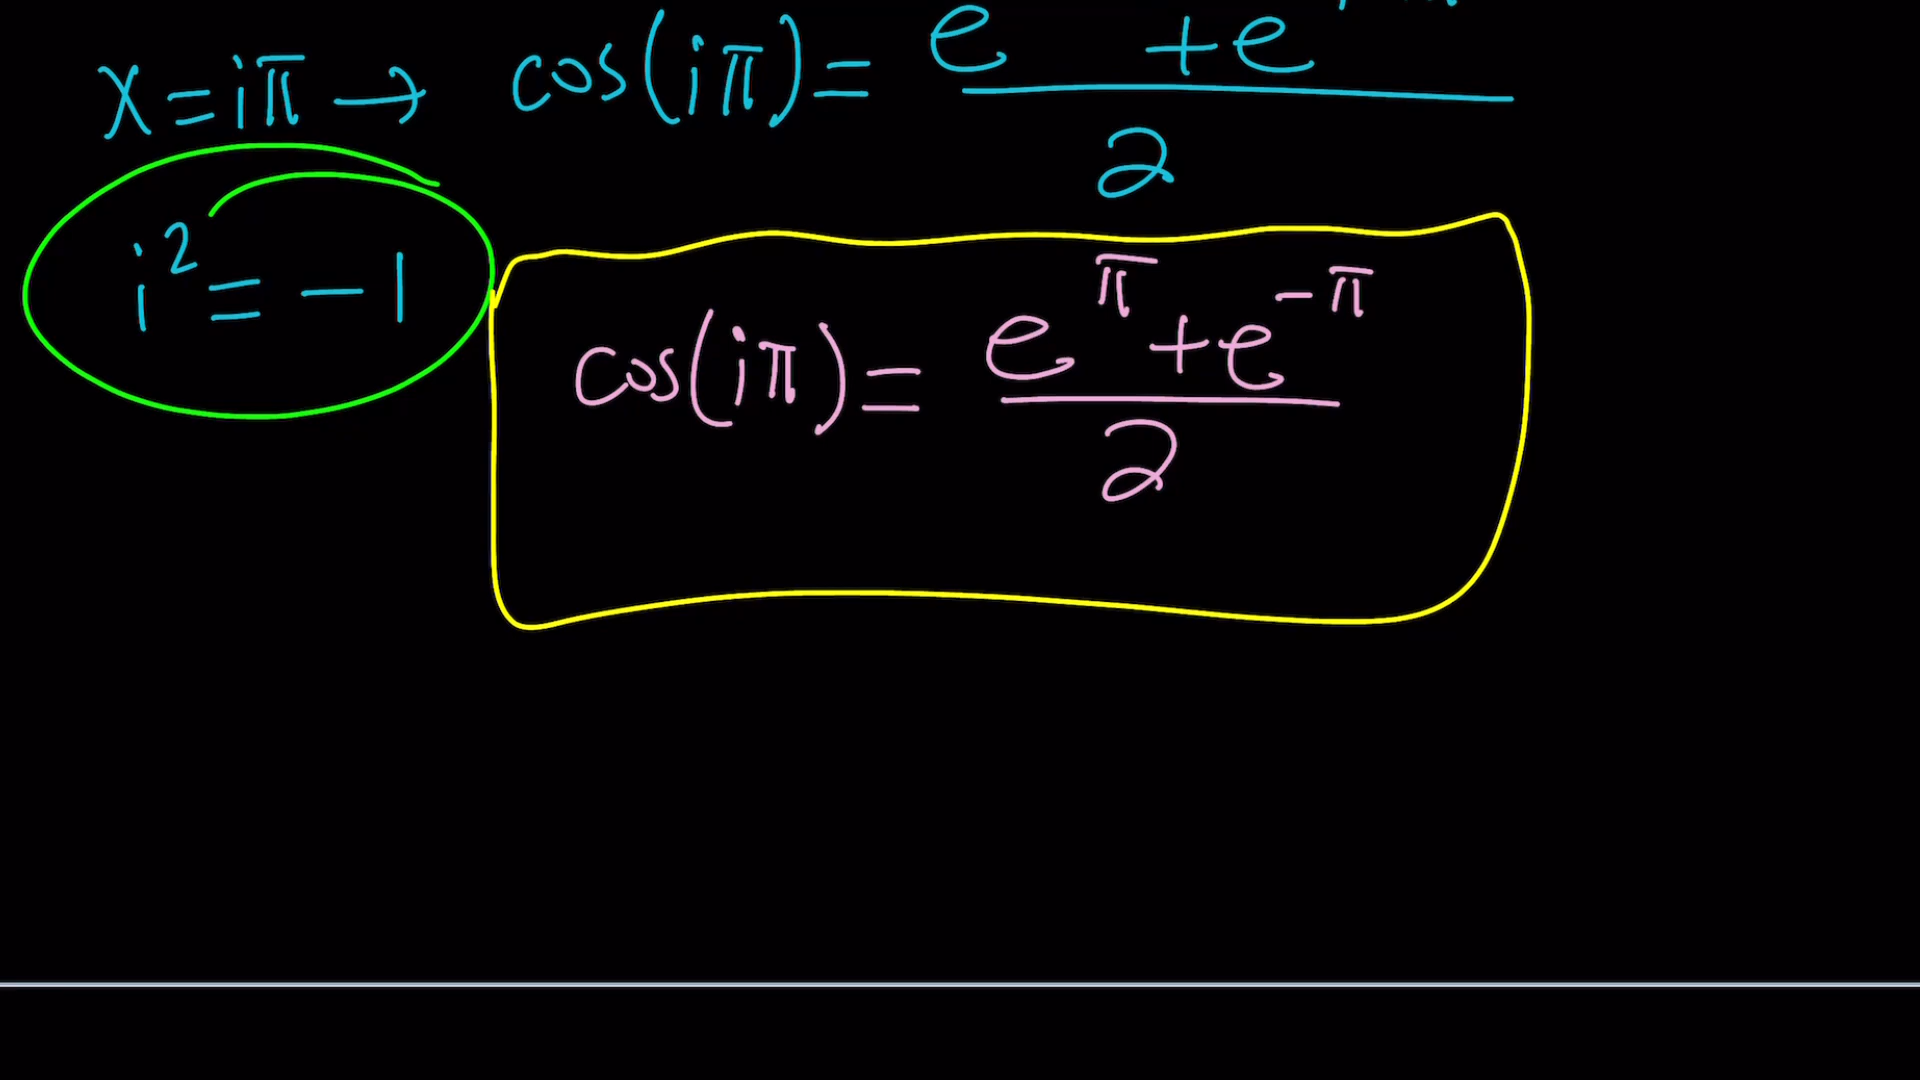 x = iπ → cos(iπ) = e + e / 2
i² = -1
cos(iπ) = e^π + e^-π / 2